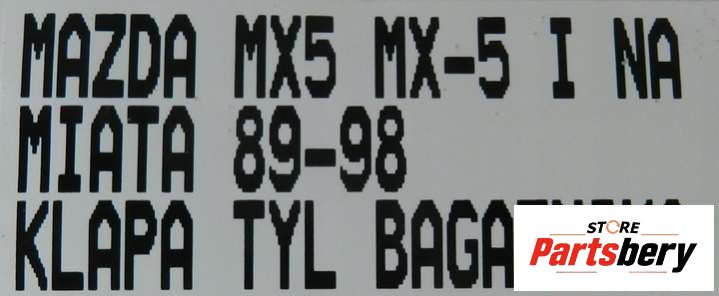 MAZDA MX5 MX-5 I NA
MIATA 89-98
KLAPA TYL
STORE
Partsbery